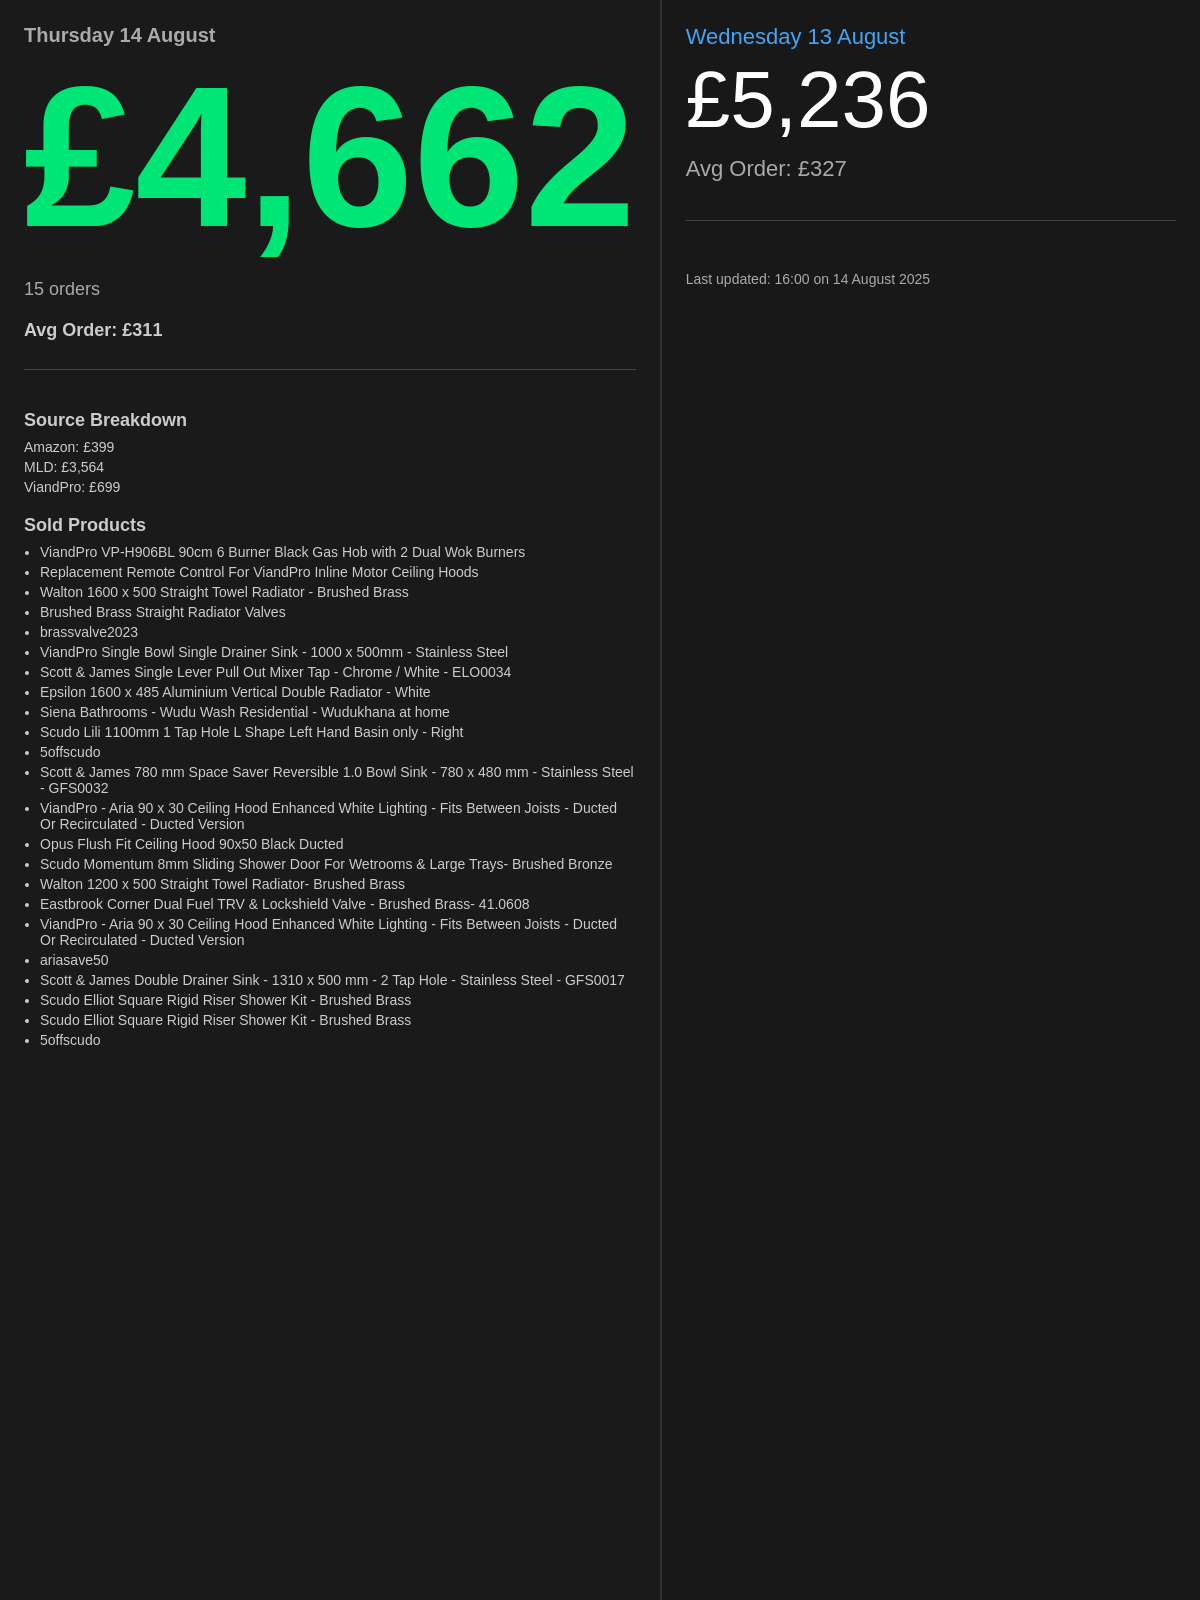 Thursday 14 August
£4,662
15 orders
Avg Order: £311
Source Breakdown
Amazon: £399
MLD: £3,564
ViandPro: £699
Sold Products
• ViandPro VP-H906BL 90cm 6 Burner Black Gas Hob with 2 Dual Wok Burners
• Replacement Remote Control For ViandPro Inline Motor Ceiling Hoods
• Walton 1600 x 500 Straight Towel Radiator - Brushed Brass
• Brushed Brass Straight Radiator Valves
• brassvalve2023
• ViandPro Single Bowl Single Drainer Sink - 1000 x 500mm - Stainless Steel
• Scott & James Single Lever Pull Out Mixer Tap - Chrome / White - ELO0034
• Epsilon 1600 x 485 Aluminium Vertical Double Radiator - White
• Siena Bathrooms - Wudu Wash Residential - Wudukhana at home
• Scudo Lili 1100mm 1 Tap Hole L Shape Left Hand Basin only - Right
• 5offscudo
• Scott & James 780 mm Space Saver Reversible 1.0 Bowl Sink - 780 x 480 mm - Stainless Steel
- GFS0032
• ViandPro - Aria 90 x 30 Ceiling Hood Enhanced White Lighting - Fits Between Joists - Ducted
Or Recirculated - Ducted Version
• Opus Flush Fit Ceiling Hood 90x50 Black Ducted
• Scudo Momentum 8mm Sliding Shower Door For Wetrooms & Large Trays- Brushed Bronze
• Walton 1200 x 500 Straight Towel Radiator- Brushed Brass
• Eastbrook Corner Dual Fuel TRV & Lockshield Valve - Brushed Brass- 41.0608
• ViandPro - Aria 90 x 30 Ceiling Hood Enhanced White Lighting - Fits Between Joists - Ducted
Or Recirculated - Ducted Version
• ariasave50
• Scott & James Double Drainer Sink - 1310 x 500 mm - 2 Tap Hole - Stainless Steel - GFS0017
• Scudo Elliot Square Rigid Riser Shower Kit - Brushed Brass
• Scudo Elliot Square Rigid Riser Shower Kit - Brushed Brass
• 5offscudo
Wednesday 13 August
£5,236
Avg Order: £327
Last updated: 16:00 on 14 August 2025